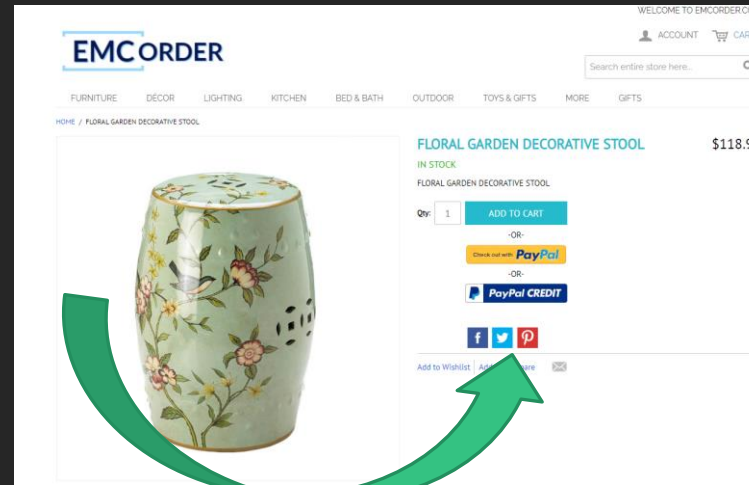 WELCOME TO EMCORDER.CO
EMCORDER
ACCOUNT CAR
Search entire store here...
FURNITURE DÉCOR LIGHTING KITCHEN BED & BATH OUTDOOR TOYS & GIFTS MORE GIFTS
HOME / FLORAL GARDEN DECORATIVE STOOL
FLORAL GARDEN DECORATIVE STOOL $118.9
IN STOCK
FLORAL GARDEN DECORATIVE STOOL
Qty: 1 ADD TO CART
-OR-
Check out with PayPal
-OR-
PayPal CREDIT
Add to Wishlist